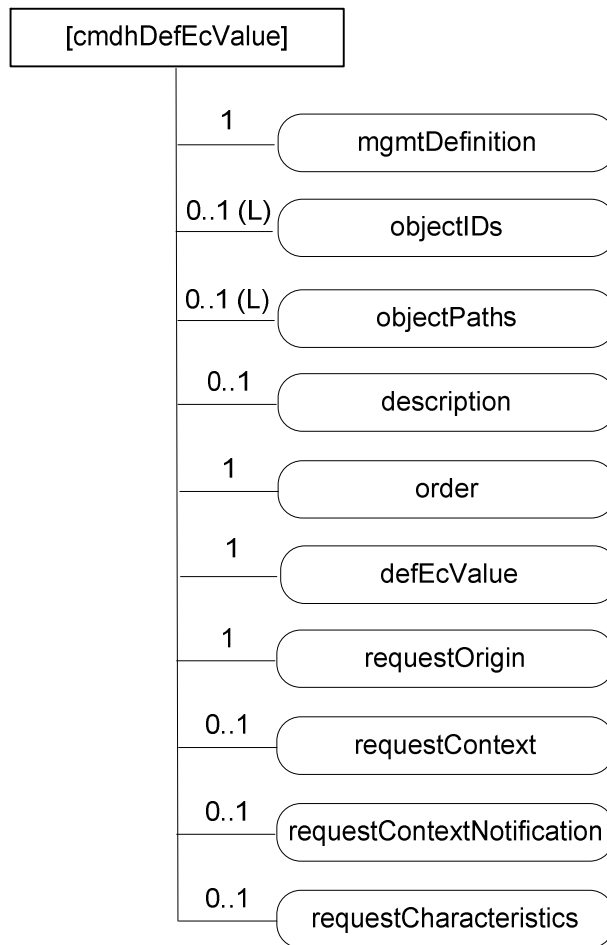 [cmdhDefEcValue]
1
mgmtDefinition
0..1 (L)
objectIDs
0..1 (L)
objectPaths
0..1
description
1
order
1
defEcValue
1
requestOrigin
0..1
requestContext
0..1
requestContextNotification
0..1
requestCharacteristics